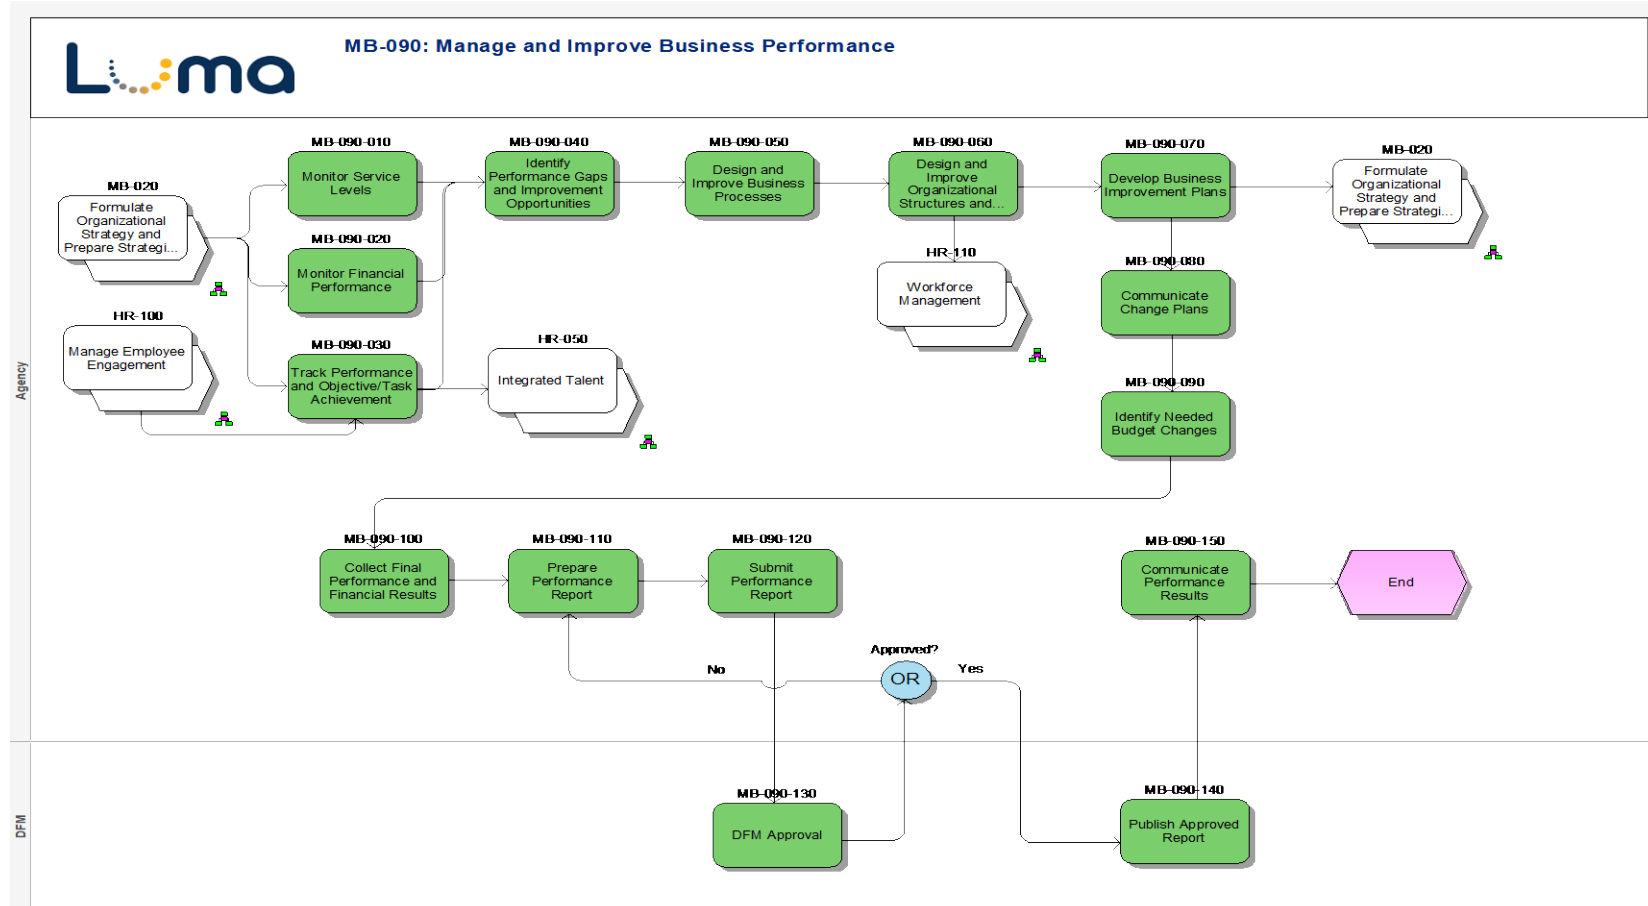 Luma
MB-090: Manage and Improve Business Performance
Agency
MB-020
Formulate
Organizational
Strategy and
Prepare Strategi...
HR-100
Manage Employee
Engagement
MB-090-010
Monitor Service
Levels
MB-090-020
Monitor Financial
Performance
MB-090-030
Track Performance
and Objective/Task
Achievement
MB-090-040
Identify
Performance Gaps
and Improvement
Opportunities
HR-050
Integrated Talent
MB-090-050
Design and
Improve Business
Processes
MB-090-060
Design and
Improve
Organizational
Structures and...
HR-110
Workforce
Management
MB-090-070
Develop Business
Improvement Plans
MB-020
Formulate
Organizational
Strategy and
Prepare Strategi...
MB-090-080
Communicate
Change Plans
MB-090-090
Identify Needed
Budget Changes
MB-090-100
Collect Final
Performance and
Financial Results
MB-090-110
Prepare
Performance
Report
MB-090-120
Submit
Performance
Report
Approved?
No
OR
Yes
MB-090-150
Communicate
Performance
Results
End
DFM
MB-090-130
DFM Approval
MB-090-140
Publish Approved
Report